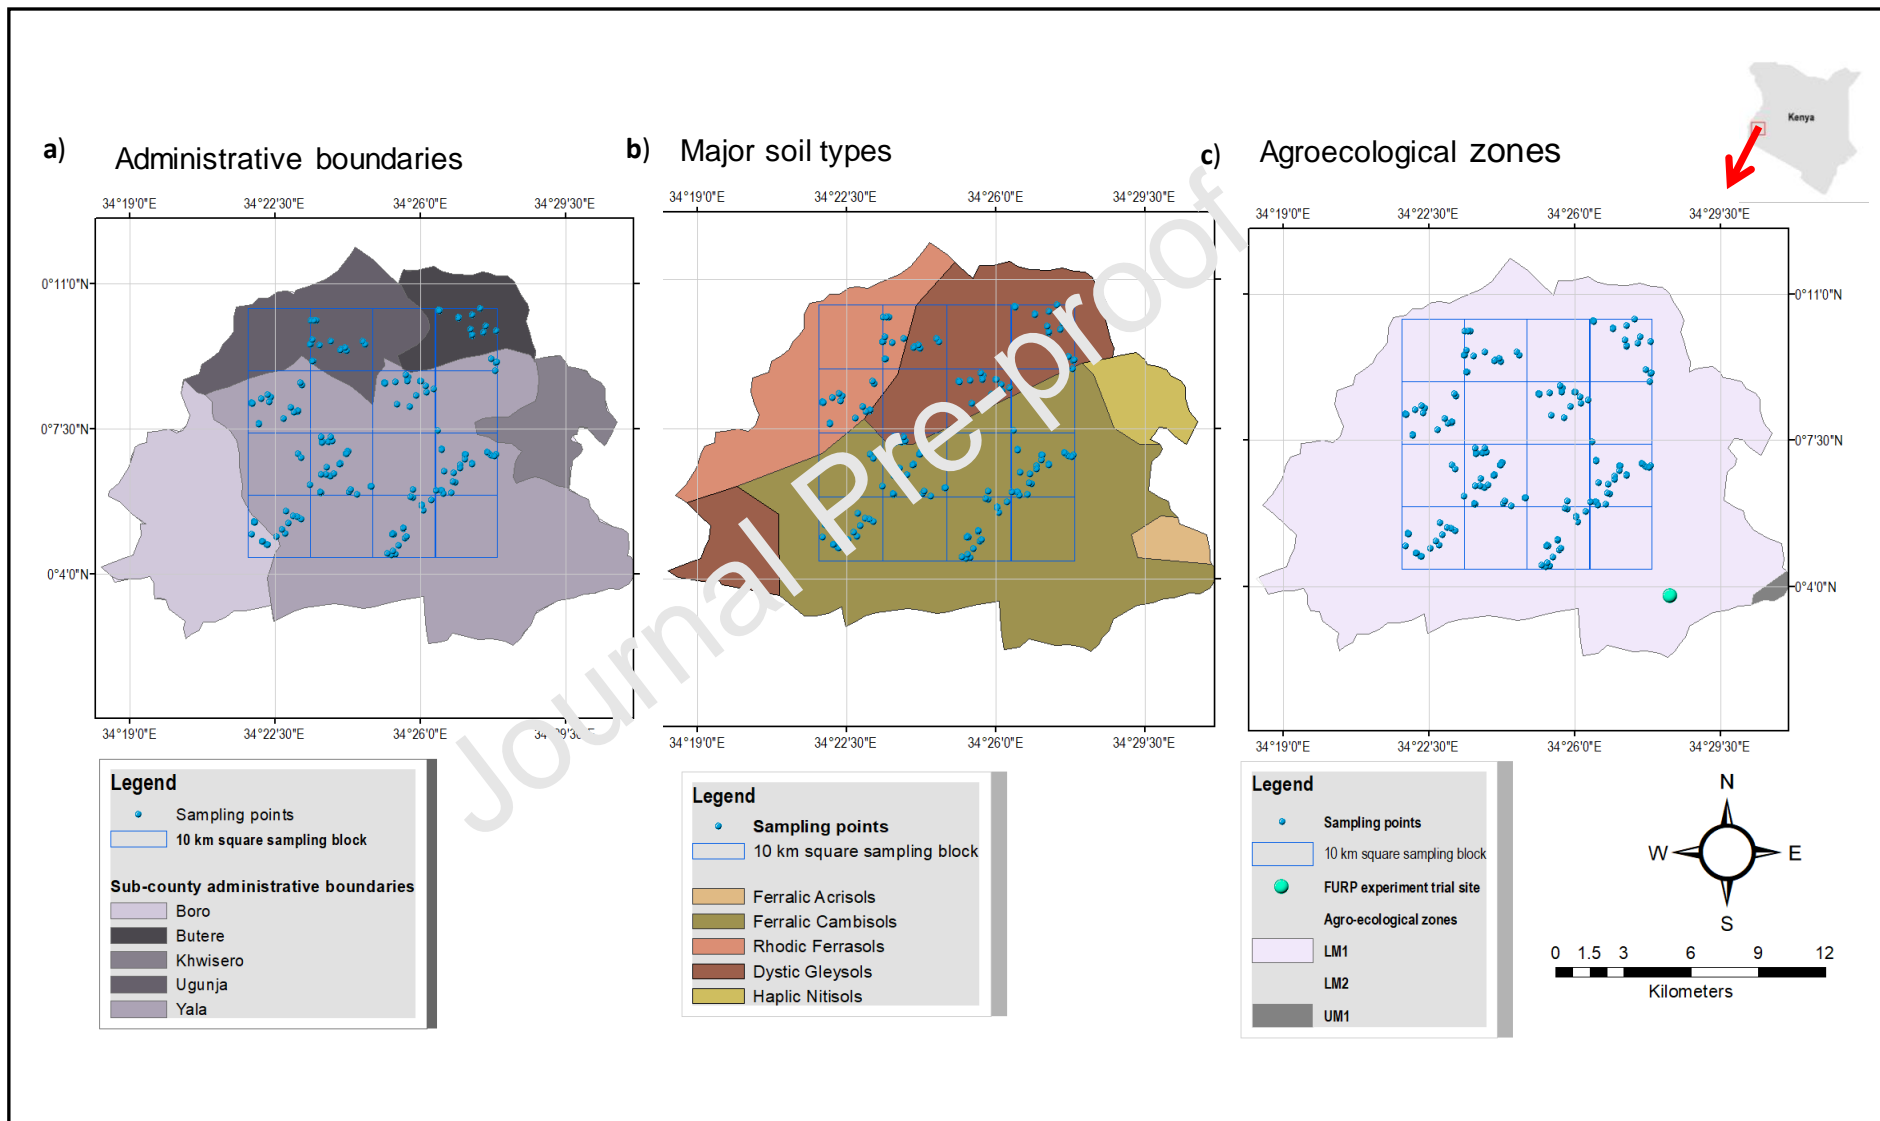 Kenya
a) Administrative boundaries
b) Major soil types
c) Agroecological zones
34°19'0"E 34°22'30"E 34°26'0"E 34°29'30"E
34°19'0"E 34°22'30"E 34°26'0"E 34°29'30"E
34°19'0"E 34°22'30"E 34°26'0"E 34°29'30"E
0°11'0"N
0°7'30"N
0°4'0"N
0°11'0"N
0°7'30"N
0°4'0"N
34°19'0"E 34°22'30"E 34°26'0"E 34°29'30"E
34°19'0"E 34°22'30"E 34°26'0"E 34°29'30"E
34°19'0"E 34°22'30"E 34°26'0"E 34°29'30"E
Journal Pre-proof
Legend
Sampling points
10 km square sampling block
Sub-county administrative boundaries
Boro
Butere
Khwisero
Ugunja
Yala
Legend
Sampling points
10 km square sampling block
Ferralic Acrisols
Ferralic Cambisols
Rhodic Ferrasols
Dystic Gleysols
Haplic Nitisols
Legend
Sampling points
10 km square sampling block
FURP experiment trial site
Agro-ecological zones
LM1
LM2
UM1
N
W E
S
0 1.5 3 6 9 12
Kilometers